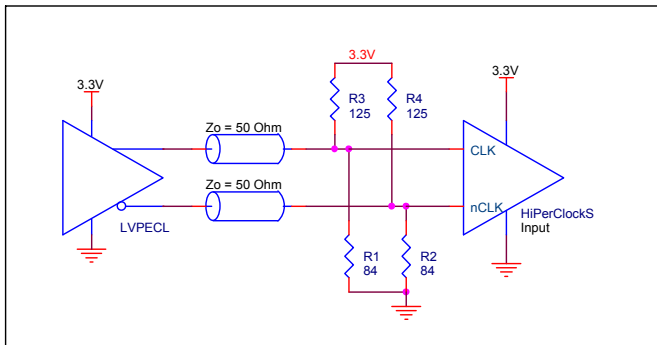 3.3V
3.3V
3.3V
R3
125
R4
125
Zo = 50 Ohm
CLK
Zo = 50 Ohm
nCLK
HiPerClockS
Input
LVPECL
R1
84
R2
84